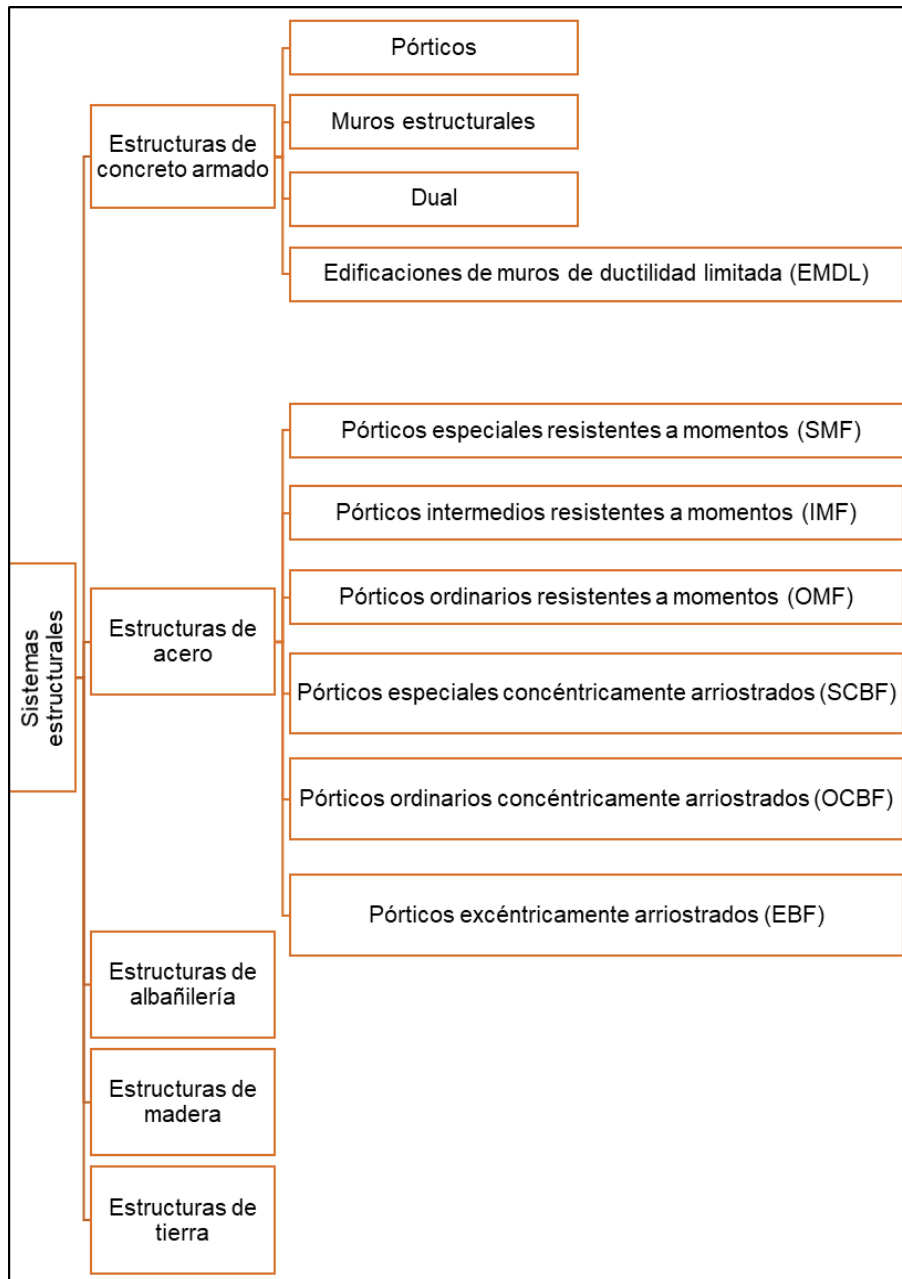 Sistemas
estructurales
Estructuras de
concreto armado
Pórticos
Muros estructurales
Dual
Edificaciones de muros de ductilidad limitada (EMDL)
Estructuras de
acero
Pórticos especiales resistentes a momentos (SMF)
Pórticos intermedios resistentes a momentos (IMF)
Pórticos ordinarios resistentes a momentos (OMF)
Pórticos especiales concéntricamente arriostrados (SCBF)
Pórticos ordinarios concéntricamente arriostrados (OCBF)
Pórticos excéntricamente arriostrados (EBF)
Estructuras de
albañilería
Estructuras de
madera
Estructuras de
tierra